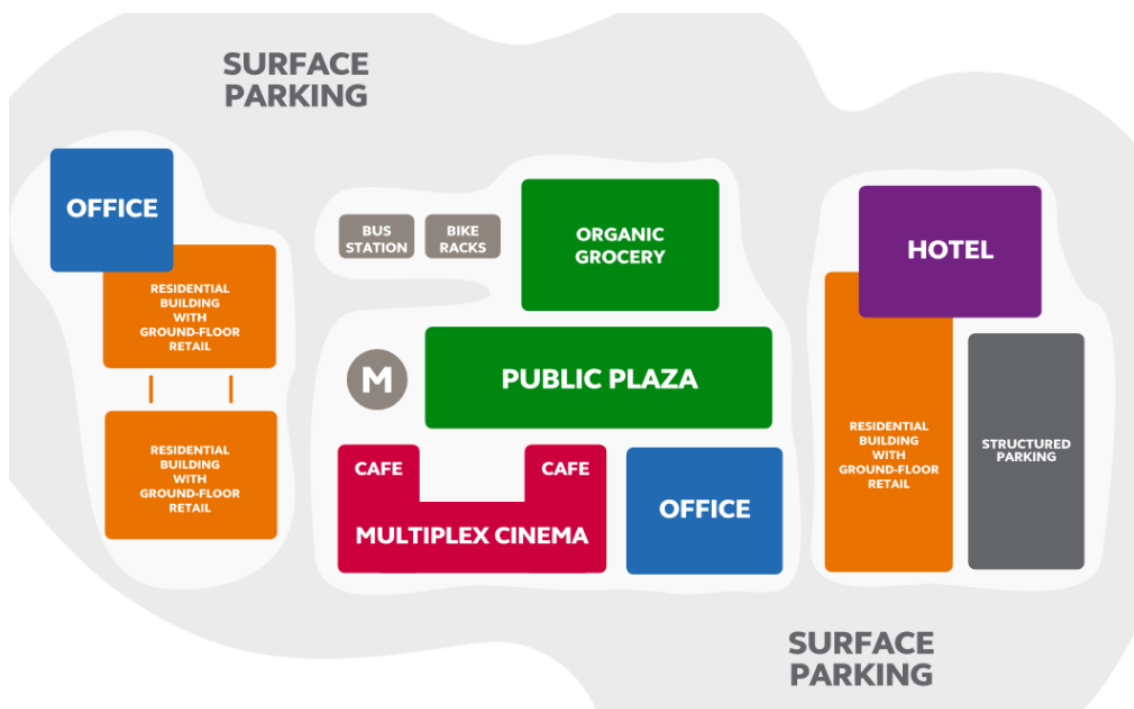 SURFACE
PARKING
OFFICE
RESIDENTIAL
BUILDING
WITH
GROUND-FLOOR
RETAIL
RESIDENTIAL
BUILDING
WITH
GROUND-FLOOR
RETAIL
BUS
STATION
BIKE
RACKS
ORGANIC
GROCERY
M
PUBLIC PLAZA
CAFE
CAFE
MULTIPLEX CINEMA
OFFICE
HOTEL
RESIDENTIAL
BUILDING
WITH
GROUND-FLOOR
RETAIL
STRUCTURED
PARKING
SURFACE
PARKING